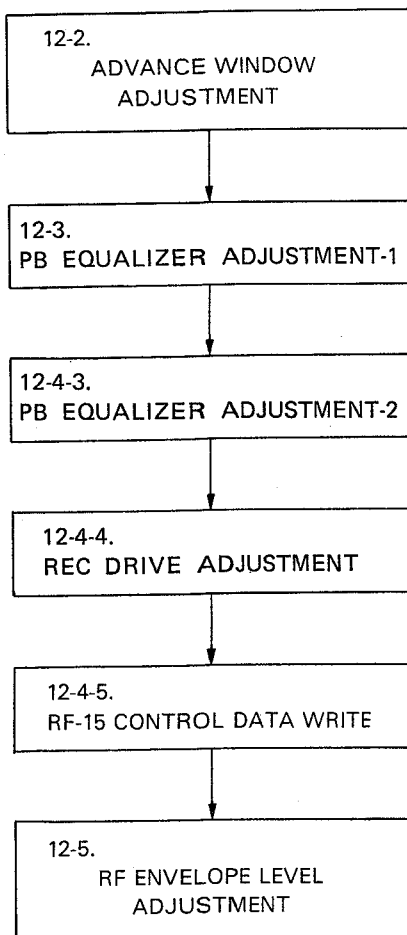 12-2.
ADVANCE WINDOW
ADJUSTMENT
12-3.
PB EQUALIZER ADJUSTMENT-1
12-4-3.
PB EQUALIZER ADJUSTMENT-2
12-4-4.
REC DRIVE ADJUSTMENT
12-4-5.
RF-15 CONTROL DATA WRITE
12-5.
RF ENVELOPE LEVEL
ADJUSTMENT